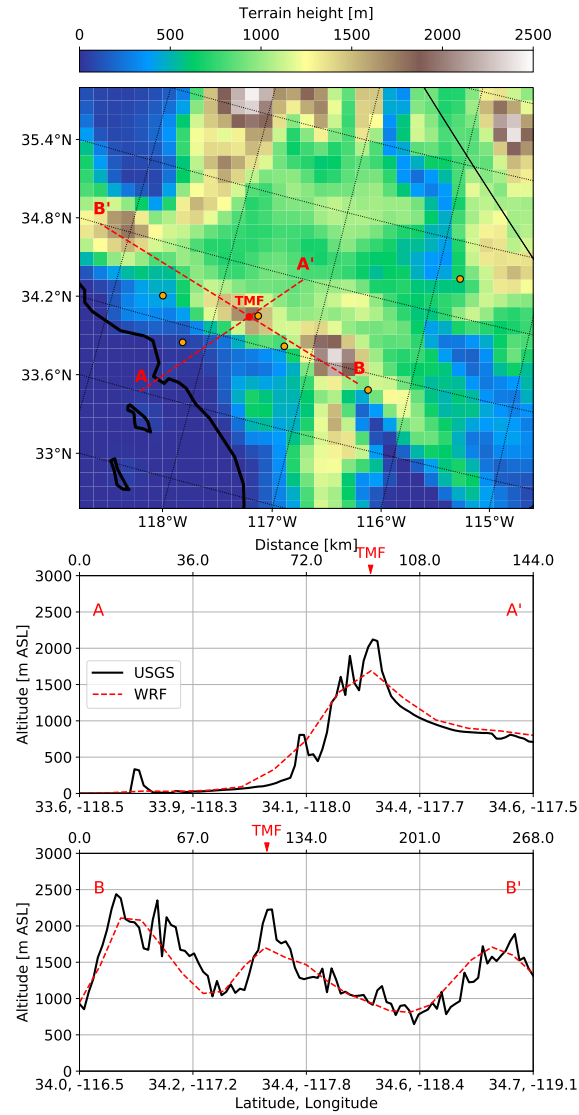 Terrain height [m]
0 500 1000 1500 2000 2500
35.4°N
34.8°N
34.2°N
33.6°N
33°N
B'
A'
TMF
A
B
118°W 117°W 116°W 115°W
Distance [km]
TMF
0.0 36.0 72.0 108.0 144.0
3000
2500
2000
1500
1000
500
0
Altitude [m ASL]
A A'
USGS
WRF
33.6, -118.5 33.9, -118.3 34.1, -118.0 34.4, -117.7 34.6, -117.5
TMF
0.0 67.0 134.0 201.0 268.0
3000
2500
2000
1500
1000
500
0
Altitude [m ASL]
B B'
34.0, -116.5 34.2, -117.2 34.4, -117.8 34.6, -118.4 34.7, -119.1
Latitude, Longitude